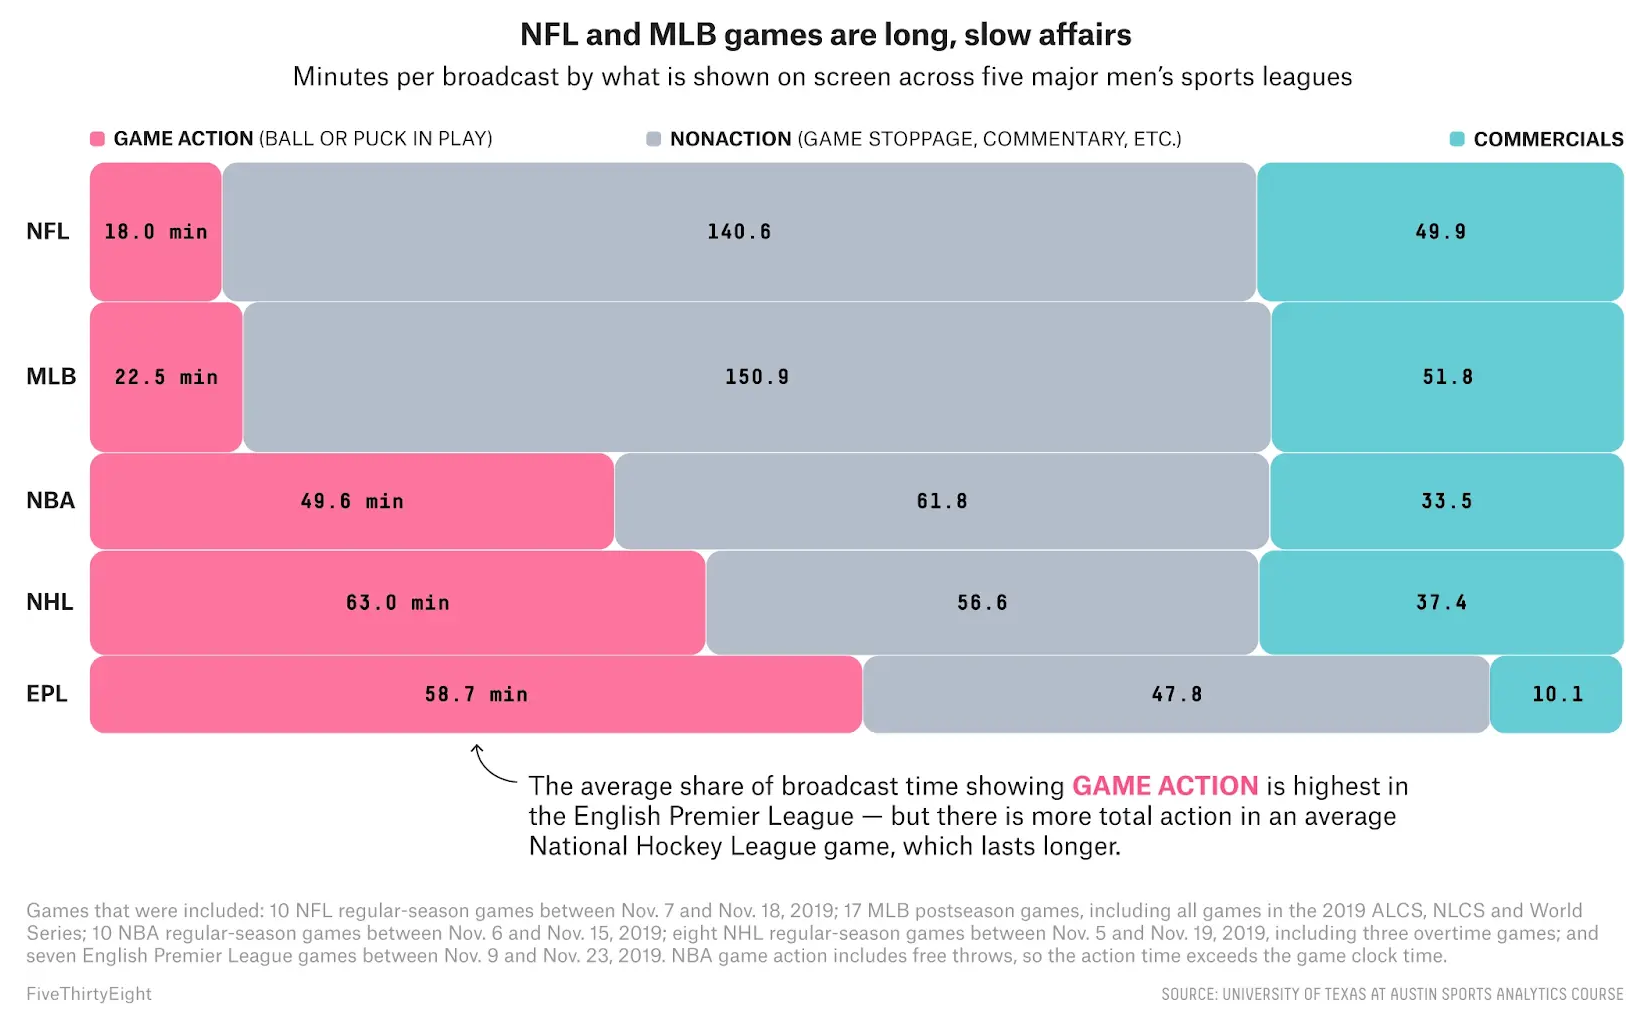 NFL and MLB games are long, slow affairs
Minutes per broadcast by what is shown on screen across five major men's sports leagues
GAME ACTION (BALL OR PUCK IN PLAY) NONACTION (GAME STOPPAGE, COMMENTARY, ETC.) COMMERCIALS
NFL 18.0 min 140.6 49.9
MLB 22.5 min 150.9 51.8
NBA 49.6 min 61.8 33.5
NHL 63.0 min 56.6 37.4
EPL 58.7 min 47.8 10.1
The average share of broadcast time showing GAME ACTION is highest in
the English Premier League — but there is more total action in an average
National Hockey League game, which lasts longer.
Games that were included: 10 NFL regular-season games between Nov. 7 and Nov. 18, 2019; 17 MLB postseason games, including all games in the 2019 ALCS, NLCS and World
Series; 10 NBA regular-season games between Nov. 6 and Nov. 15, 2019; eight NHL regular-season games between Nov. 5 and Nov. 19, 2019, including three overtime games; and
seven English Premier League games between Nov. 9 and Nov. 23, 2019. NBA game action includes free throws, so the action time exceeds the game clock time.
FiveThirtyEight SOURCE: UNIVERSITY OF TEXAS AT AUSTIN SPORTS ANALYTICS COURSE